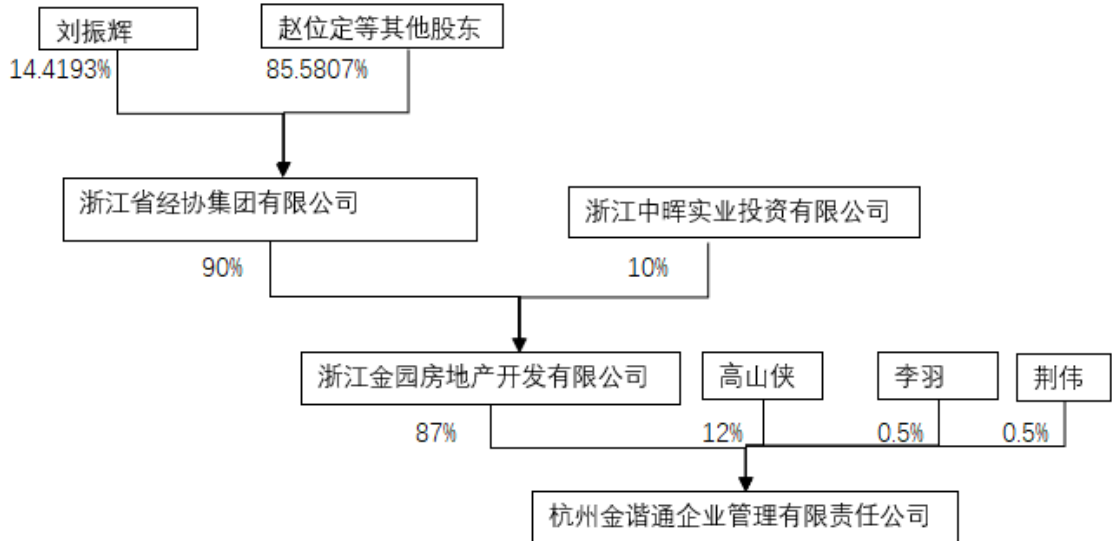 刘振辉
赵位定等其他股东
14.4193%
85.5807%
浙江省经协集团有限公司
浙江中晖实业投资有限公司
90%
10%
浙江金园房地产开发有限公司
高山侠
李羽
荆伟
87%
12%
0.5%
0.5%
杭州金谐通企业管理有限责任公司